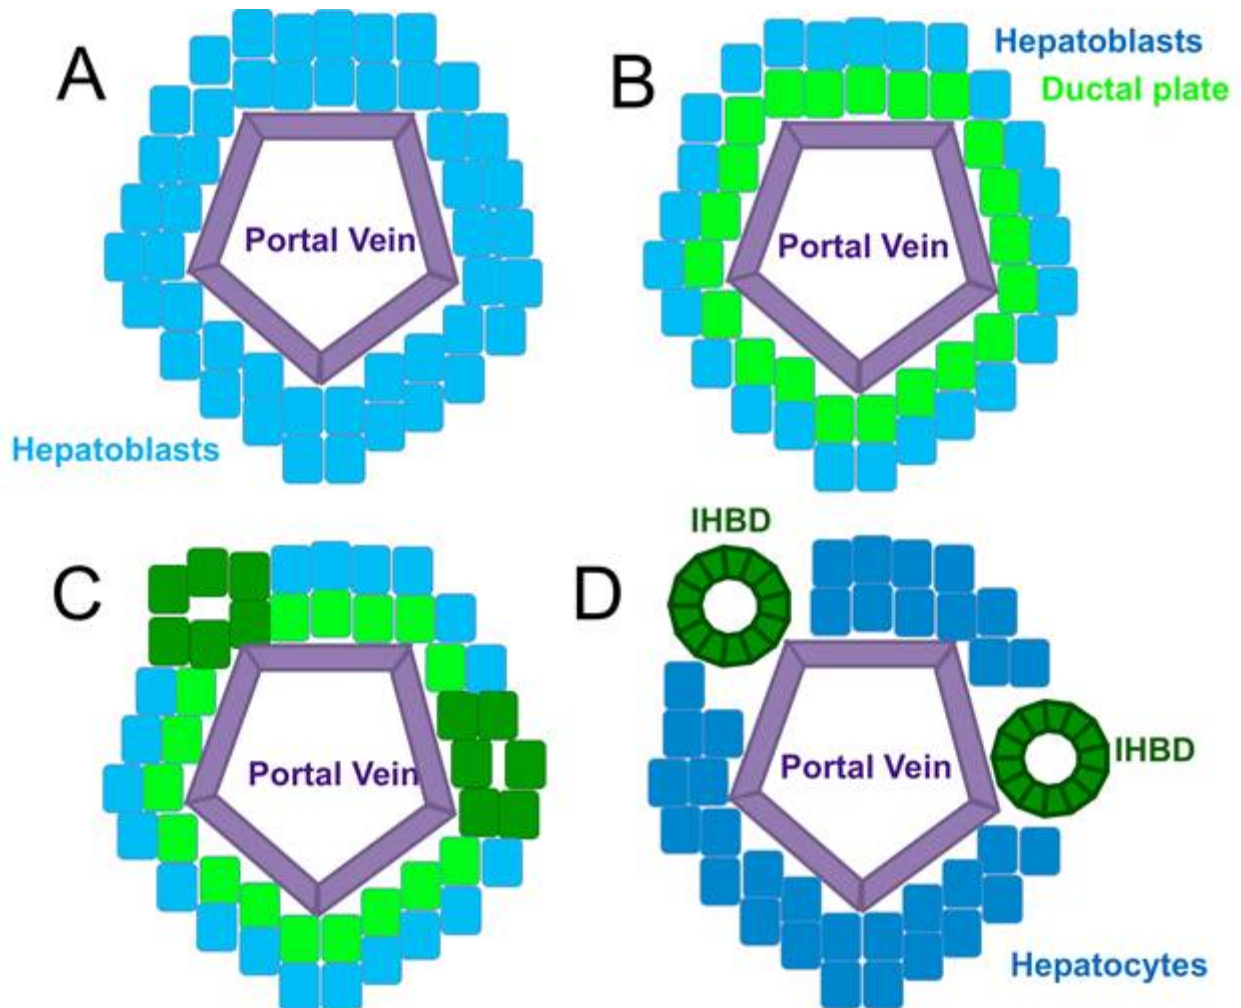 A
B
Hepatoblasts
Ductal plate
Portal Vein
Portal Vein
Hepatoblasts
C
D
IHBD
Portal Vein
Portal Vein
IHBD
Hepatocytes